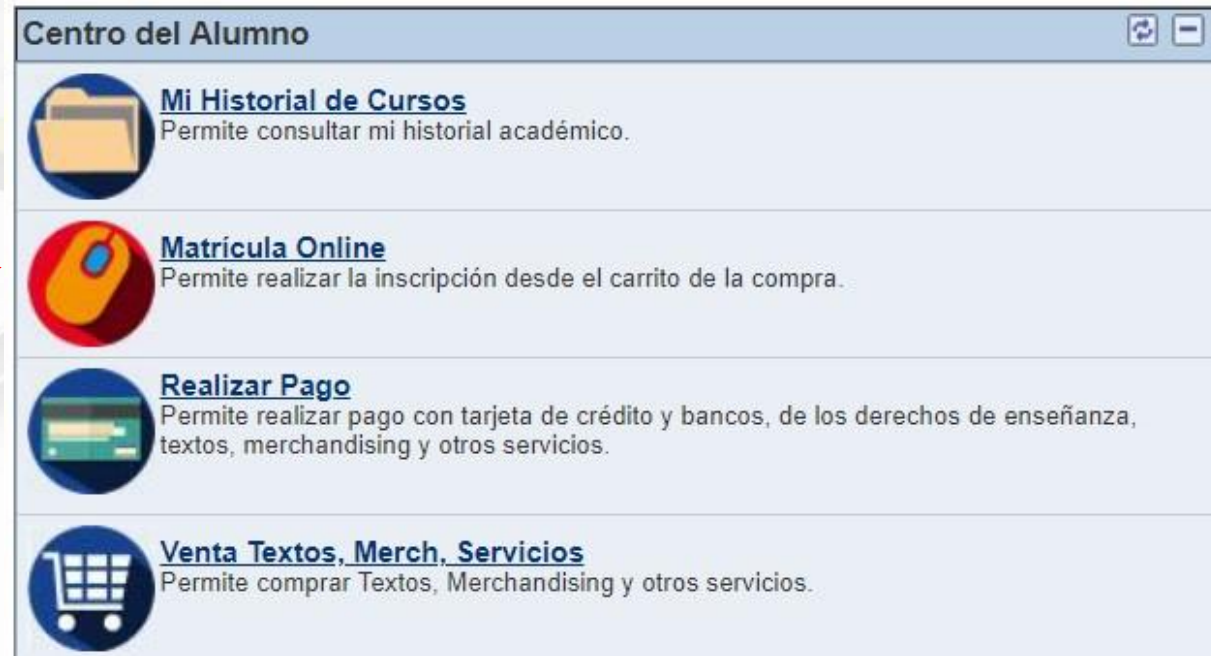 Centro del Alumno
Mi Historial de Cursos
Permite consultar mi historial académico.
Matrícula Online
Permite realizar la inscripción desde el carrito de la compra.
Realizar Pago
Permite realizar pago con tarjeta de crédito y bancos, de los derechos de enseñanza,
textos, merchandising y otros servicios.
Venta Textos, Merch, Servicios
Permite comprar Textos, Merchandising y otros servicios.